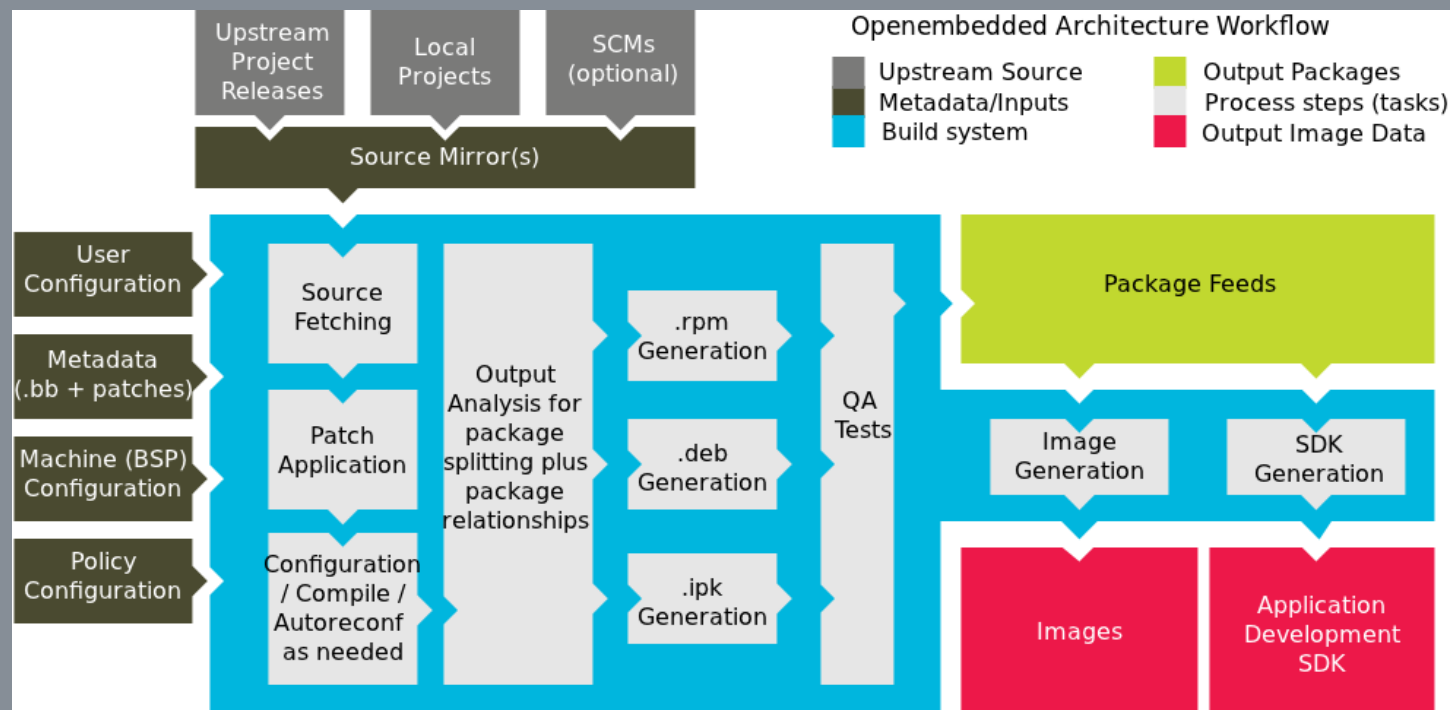 Openembedded Architecture Workflow
Upstream Source
Metadata/Inputs
Build system
Output Packages
Process steps (tasks)
Output Image Data
Upstream
Project
Releases
Local
Projects
SCMs
(optional)
Source Mirror(s)
User
Configuration
Metadata
(.bb + patches)
Machine (BSP)
Configuration
Policy
Configuration
Source
Fetching
Patch
Application
Configuration
/ Compile /
Autoreconf
as needed
Output
Analysis for
package
splitting plus
package
relationships
.rpm
Generation
.deb
Generation
.ipk
Generation
QA
Tests
Package Feeds
Image
Generation
SDK
Generation
Images
Application
Development
SDK